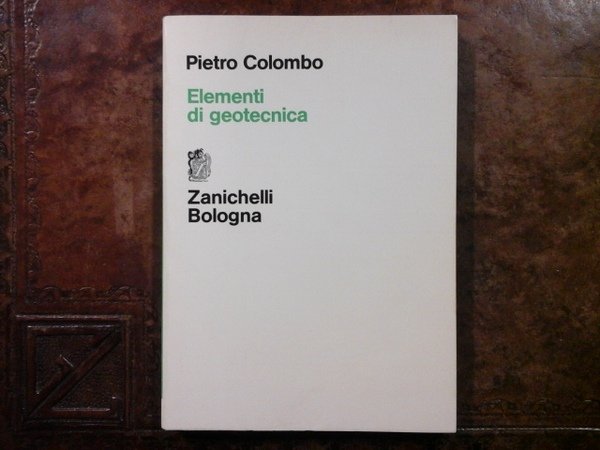 Pietro Colombo
Elementi
di geotecnica
Zanichelli
Bologna